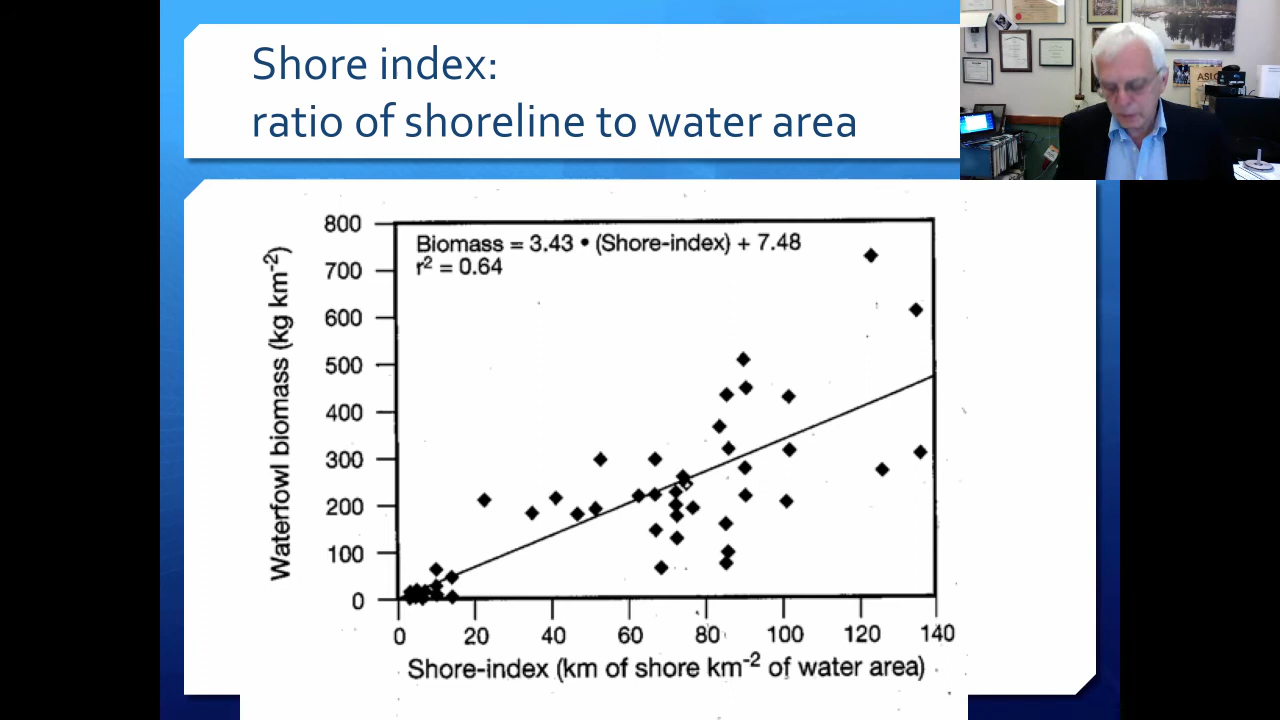 Shore index:
ratio of shoreline to water area
ASIC
Biomass = 3.43 • (Shore-index) + 7.48
r² = 0.64
Waterfowl biomass (kg km⁻²)
800
700
600
500
400
300
200
100
0
0 20 40 60 80 100 120 140
Shore-index (km of shore km⁻² of water area)